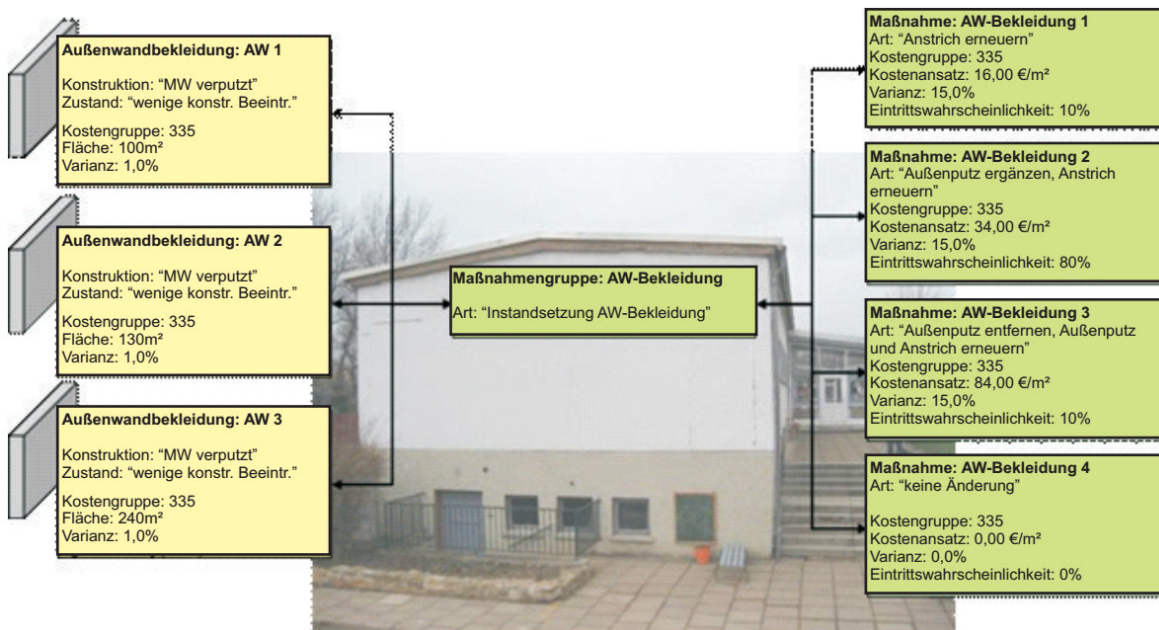 Außenwandbekleidung: AW 1
Konstruktion: “MW verputzt”
Zustand: “wenige konstr. Beeintr.”
Kostengruppe: 335
Fläche: 100m²
Varianz: 1,0%
Außenwandbekleidung: AW 2
Konstruktion: “MW verputzt”
Zustand: “wenige konstr. Beeintr.”
Kostengruppe: 335
Fläche: 130m²
Varianz: 1,0%
Außenwandbekleidung: AW 3
Konstruktion: “MW verputzt”
Zustand: “wenige konstr. Beeintr.”
Kostengruppe: 335
Fläche: 240m²
Varianz: 1,0%
Maßnahmengruppe: AW-Bekleidung
Art: “Instandsetzung AW-Bekleidung”
Maßnahme: AW-Bekleidung 1
Art: “Anstrich erneuern”
Kostengruppe: 335
Kostenansatz: 16,00 €/m²
Varianz: 15,0%
Eintrittswahrscheinlichkeit: 10%
Maßnahme: AW-Bekleidung 2
Art: “Außenputz ergänzen, Anstrich
erneuern”
Kostengruppe: 335
Kostenansatz: 34,00 €/m²
Varianz: 15,0%
Eintrittswahrscheinlichkeit: 80%
Maßnahme: AW-Bekleidung 3
Art: “Außenputz entfernen, Außenputz
und Anstrich erneuern”
Kostengruppe: 335
Kostenansatz: 84,00 €/m²
Varianz: 15,0%
Eintrittswahrscheinlichkeit: 10%
Maßnahme: AW-Bekleidung 4
Art: “keine Änderung”
Kostengruppe: 335
Kostenansatz: 0,00 €/m²
Varianz: 0,0%
Eintrittswahrscheinlichkeit: 0%